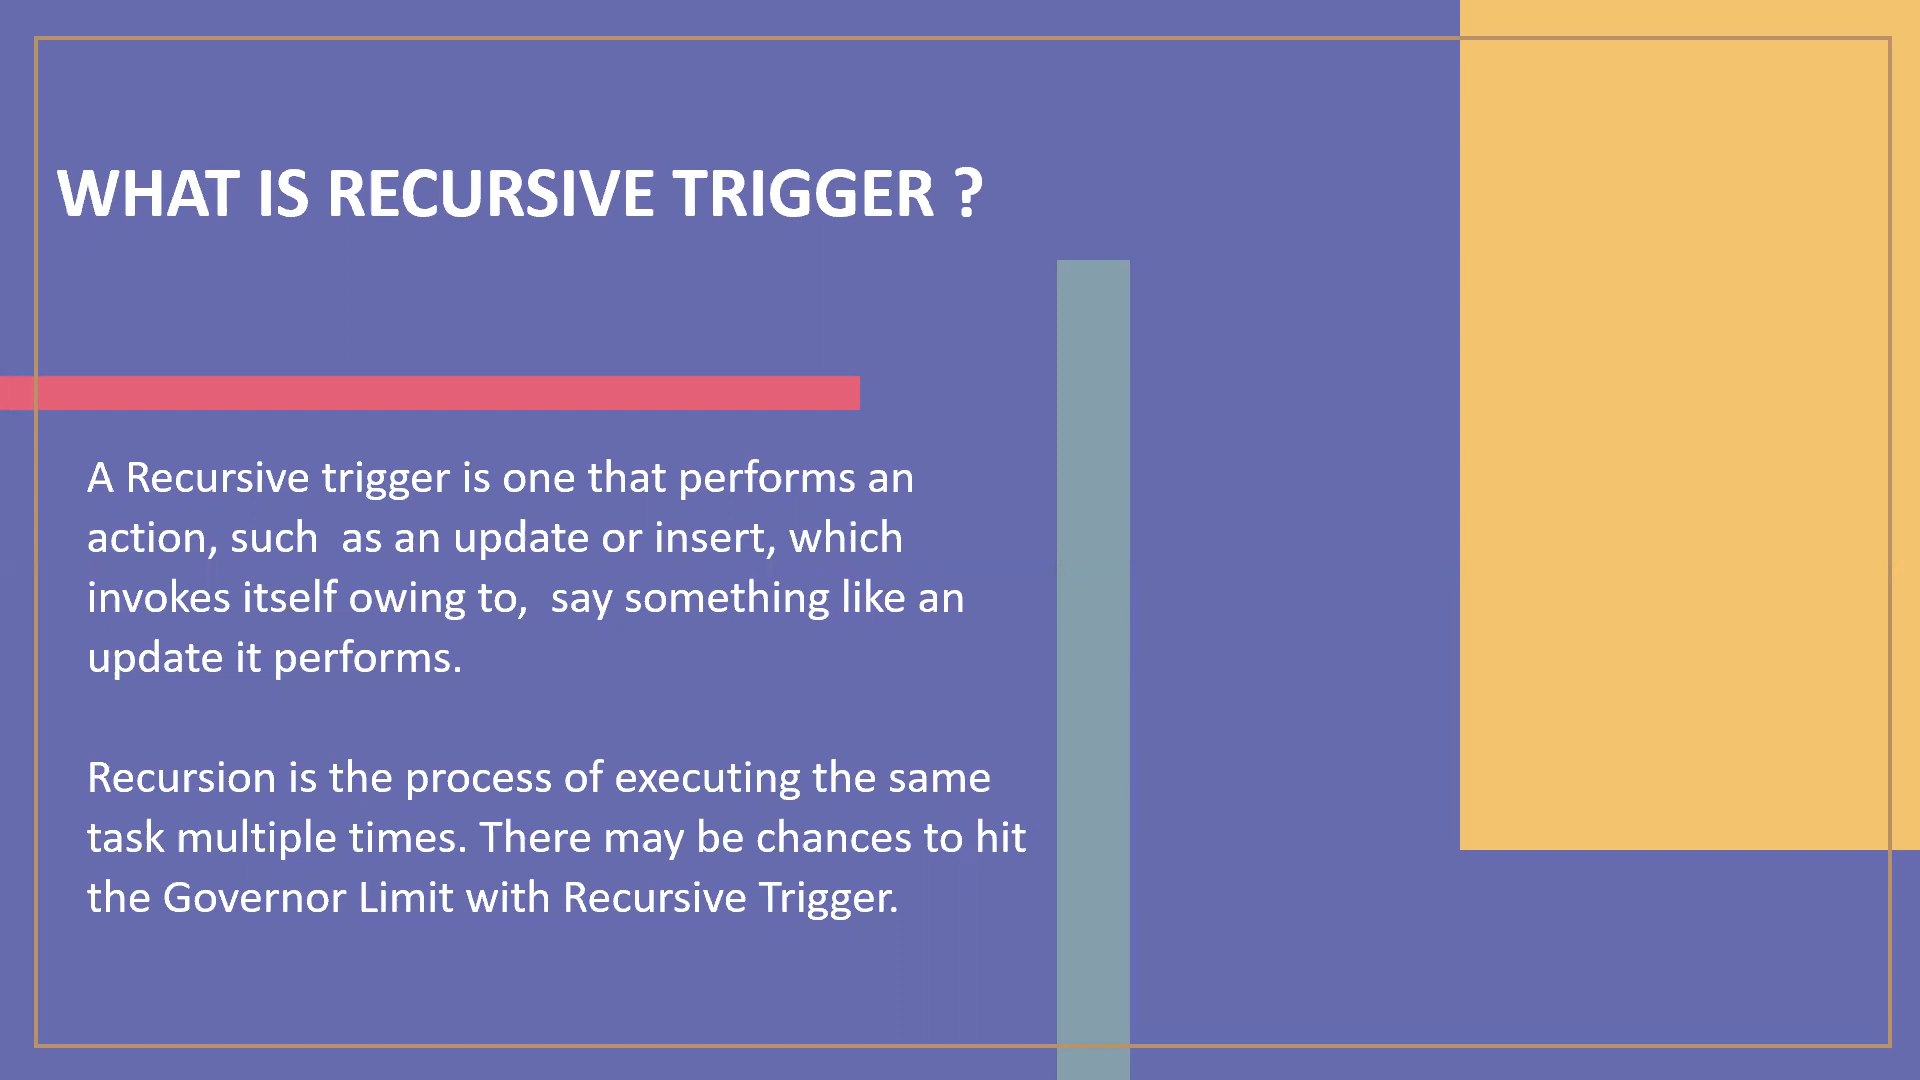 WHAT IS RECURSIVE TRIGGER ?
A Recursive trigger is one that performs an
action, such  as an update or insert, which
invokes itself owing to,  say something like an
update it performs.
Recursion is the process of executing the same
task multiple times. There may be chances to hit
the Governor Limit with Recursive Trigger.